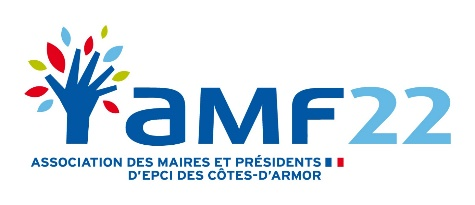 aMF22
ASSOCIATION DES MAIRES ET PRÉSIDENTS
D'EPCI DES CÔTES-D'ARMOR